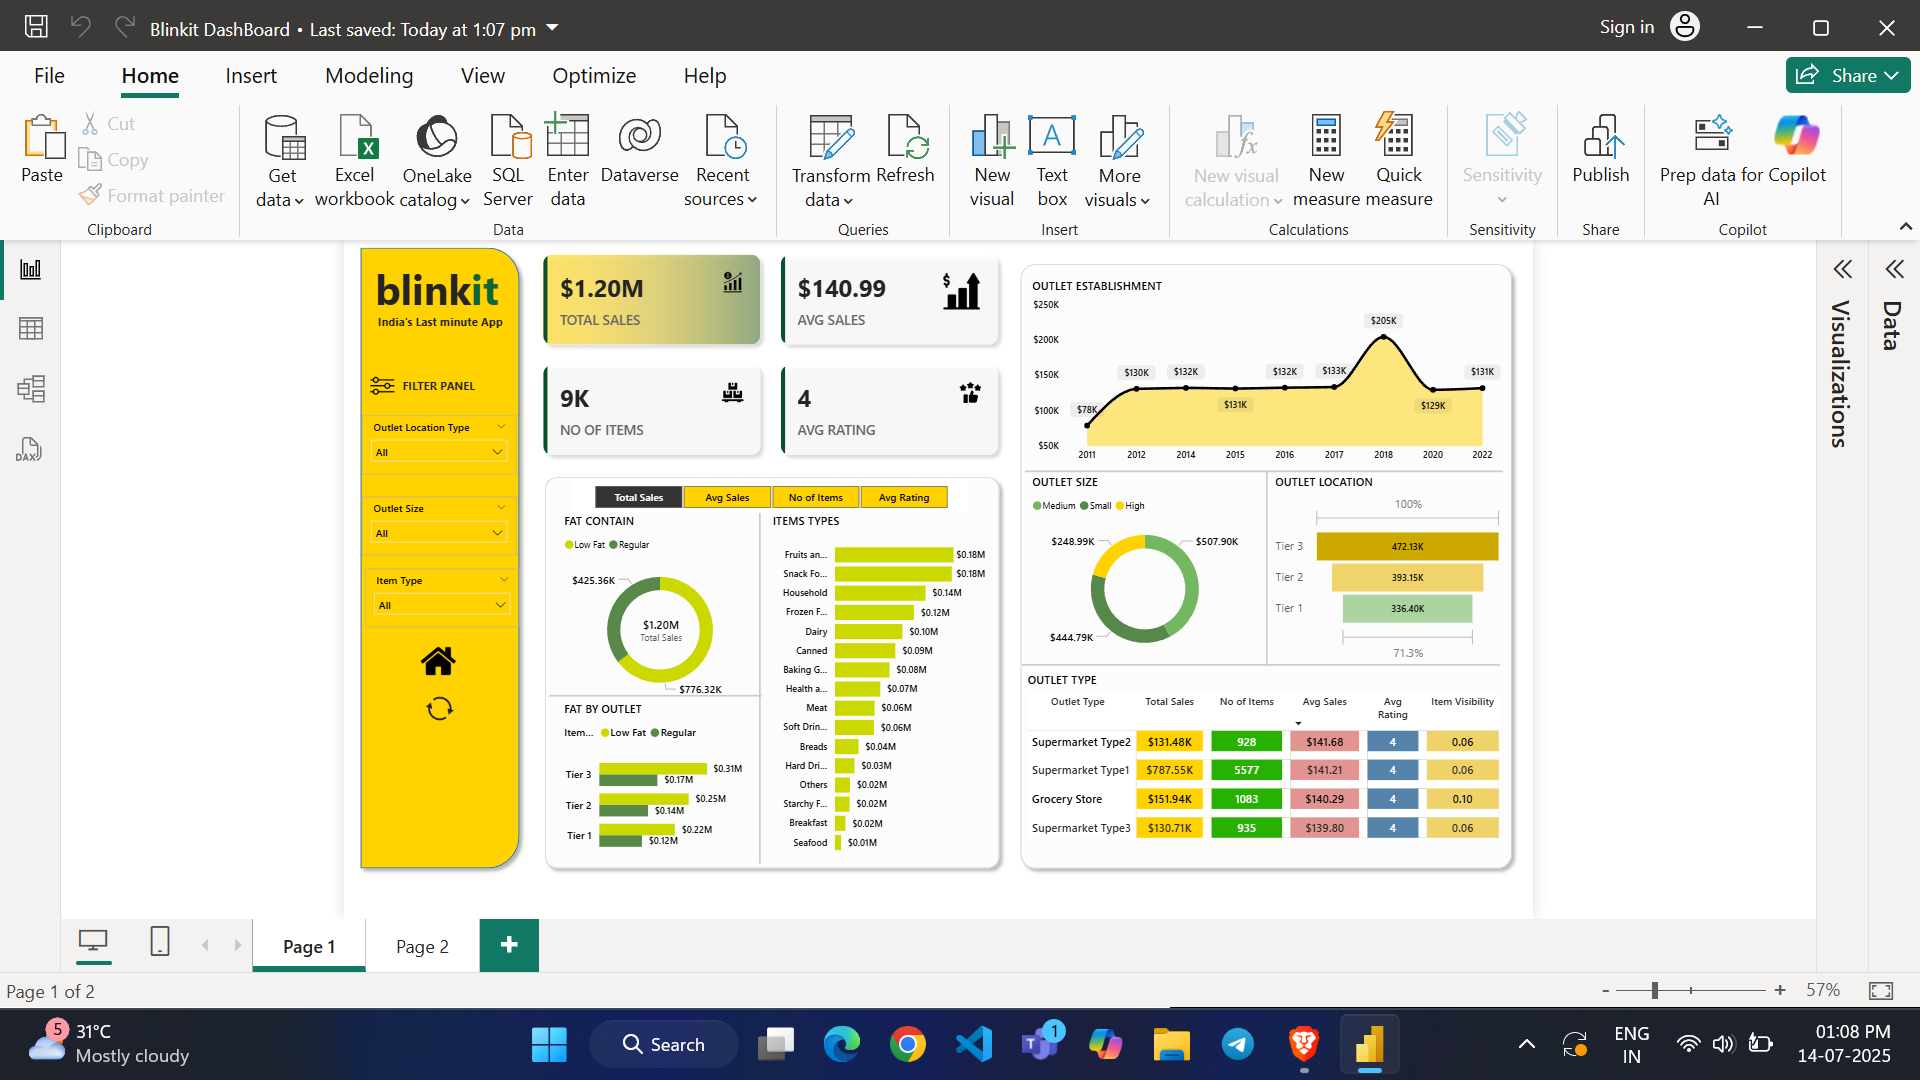 Blinkit DashBoard • Last saved: Today at 1:07 pm
Sign in
File Home Insert Modeling View Optimize Help
Share
Paste
Cut
Copy
Format painter
Clipboard
Get data
Excel workbook
OneLake catalog
SQL Server
Enter data
Dataverse
Recent sources
Data
Transform data
Refresh
Queries
New visual
Text box
More visuals
Insert
New visual calculation
New measure
Quick measure
Calculations
Sensitivity
Sensitivity
Publish
Share
Prep data for AI
Copilot
Copilot
DAX
blinkit
India's Last minute App
FILTER PANEL
Outlet Location Type
All
Outlet Size
All
Item Type
All
$1.20M
TOTAL SALES
$140.99
AVG SALES
9K
NO OF ITEMS
4
AVG RATING
Total Sales Avg Sales No of Items Avg Rating
FAT CONTAIN
Low Fat Regular
$425.36K
$1.20M
Total Sales
$776.32K
FAT BY OUTLET
Item... Low Fat Regular
Tier 3 $0.31M
$0.17M
Tier 2 $0.25M
$0.14M
Tier 1 $0.22M
$0.12M
ITEMS TYPES
Fruits an... $0.18M
Snack Fo... $0.18M
Household $0.14M
Frozen F... $0.12M
Dairy $0.10M
Canned $0.09M
Baking G... $0.08M
Health a... $0.07M
Meat $0.06M
Soft Drin... $0.06M
Breads $0.04M
Hard Dri... $0.03M
Others $0.02M
Starchy F... $0.02M
Breakfast $0.02M
Seafood $0.01M
OUTLET ESTABLISHMENT
$250K
$200K
$150K
$100K
$50K
$78K $130K $132K $131K $132K $133K $205K $129K $131K
2011 2012 2014 2015 2016 2017 2018 2020 2022
OUTLET SIZE
Medium Small High
$248.99K
$507.90K
$444.79K
OUTLET LOCATION
100%
Tier 3 472.13K
Tier 2 393.15K
Tier 1 336.40K
71.3%
OUTLET TYPE
Outlet Type Total Sales No of Items Avg Sales Avg Rating Item Visibility
Supermarket Type2 $131.48K 928 $141.68 4 0.06
Supermarket Type1 $787.55K 5577 $141.21 4 0.06
Grocery Store $151.94K 1083 $140.29 4 0.10
Supermarket Type3 $130.71K 935 $139.80 4 0.06
Visualizations
Data
Page 1
Page 2
+
Page 1 of 2
- + 57%
5
31°C
Mostly cloudy
Search
1
ENG
IN
01:08 PM
14-07-2025